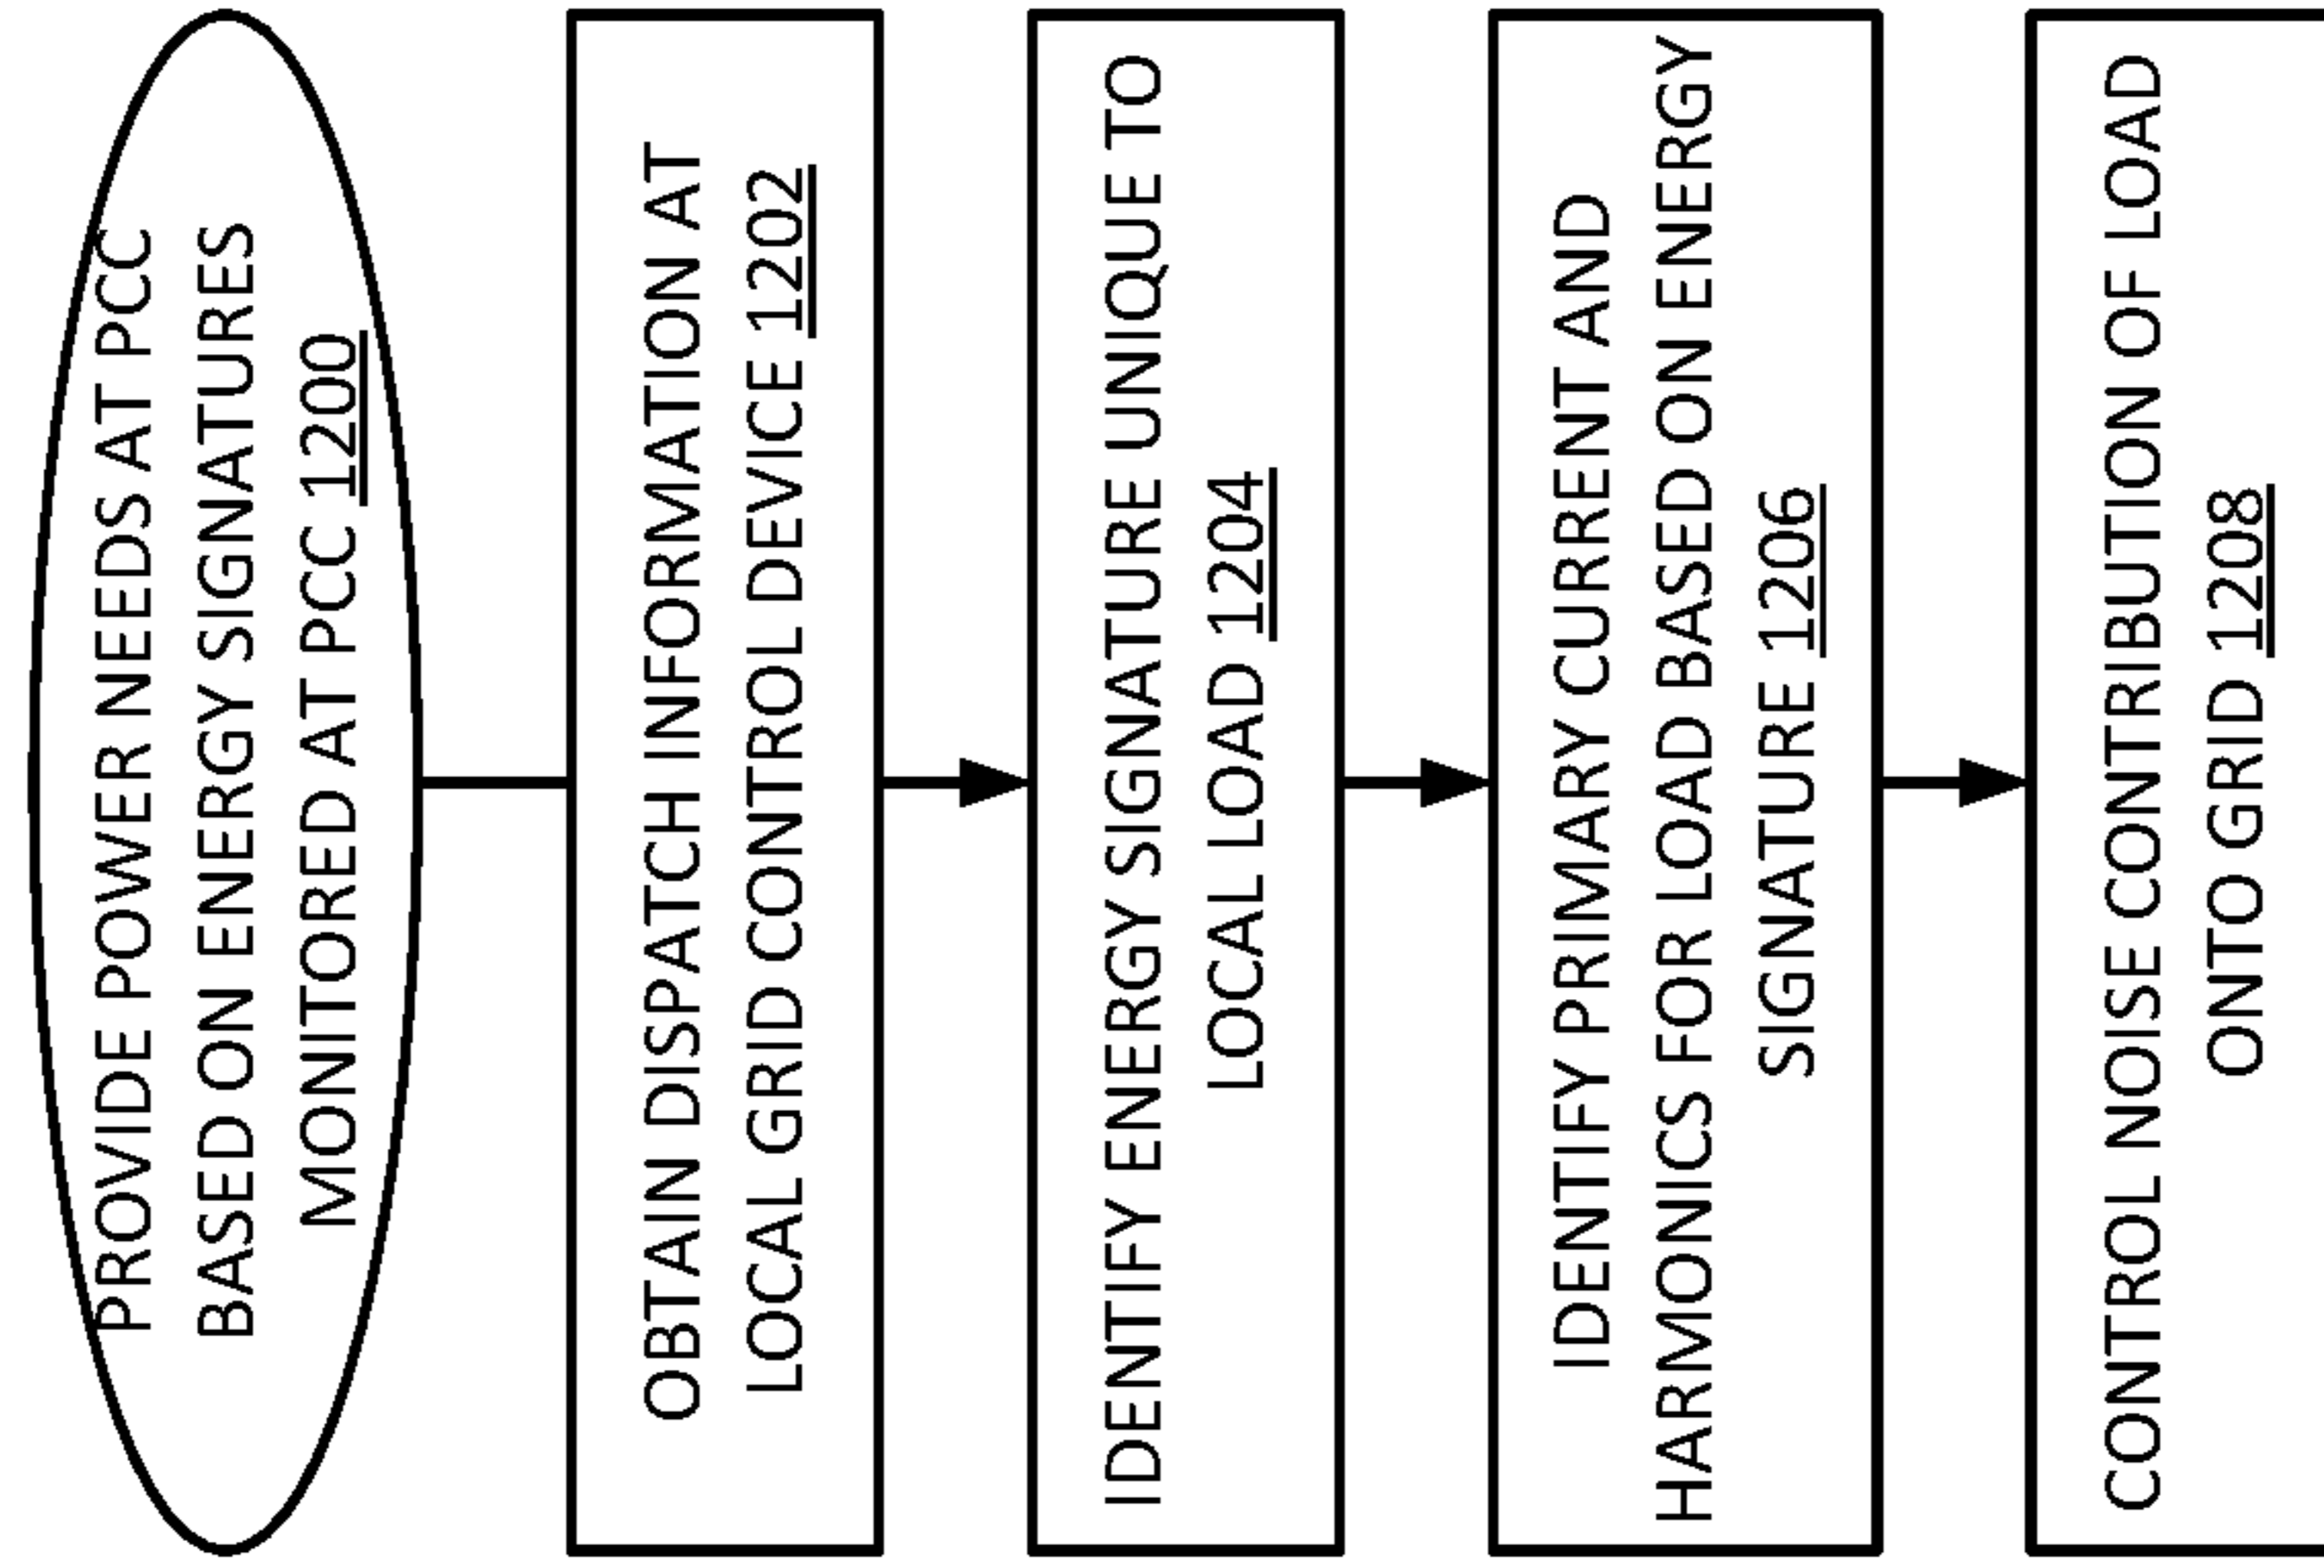 PROVIDE POWER NEEDS AT PCC
BASED ON ENERGY SIGNATURES
MONITORED AT PCC 1200
OBTAIN DISPATCH INFORMATION AT
LOCAL GRID CONTROL DEVICE 1202
IDENTIFY ENERGY SIGNATURE UNIQUE TO
LOCAL LOAD 1204
IDENTIFY PRIMARY CURRENT AND
HARMONICS FOR LOAD BASED ON ENERGY
SIGNATURE 1206
CONTROL NOISE CONTRIBUTION OF LOAD
ONTO GRID 1208